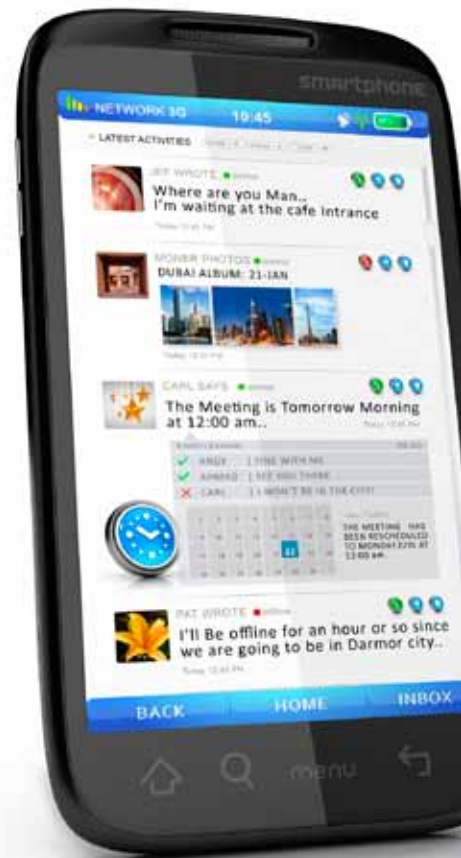 smartphone
NETWORK 3G 19:45
LATEST ACTIVITIES
JEF WROTE
Where are you Man..
I'm waiting at the cafe Intrance
MONER PHOTOS
DUBAI ALBUM: 21-JAN
CARL SAYS
The Meeting is Tomorrow Morning
at 12:00 am..
ANDY | FINE WITH ME
AHMAD | SEE YOU THERE
CARL | I WON'T BE IN THE CITY!
THE MEETING HAS
BEEN RESCHEDULED
TO MONDAY
12:00 am.
PAT WROTE offline
I'll Be offline for an hour or so since
we are going to be in Darmor city..
BACK HOME INBOX
menu